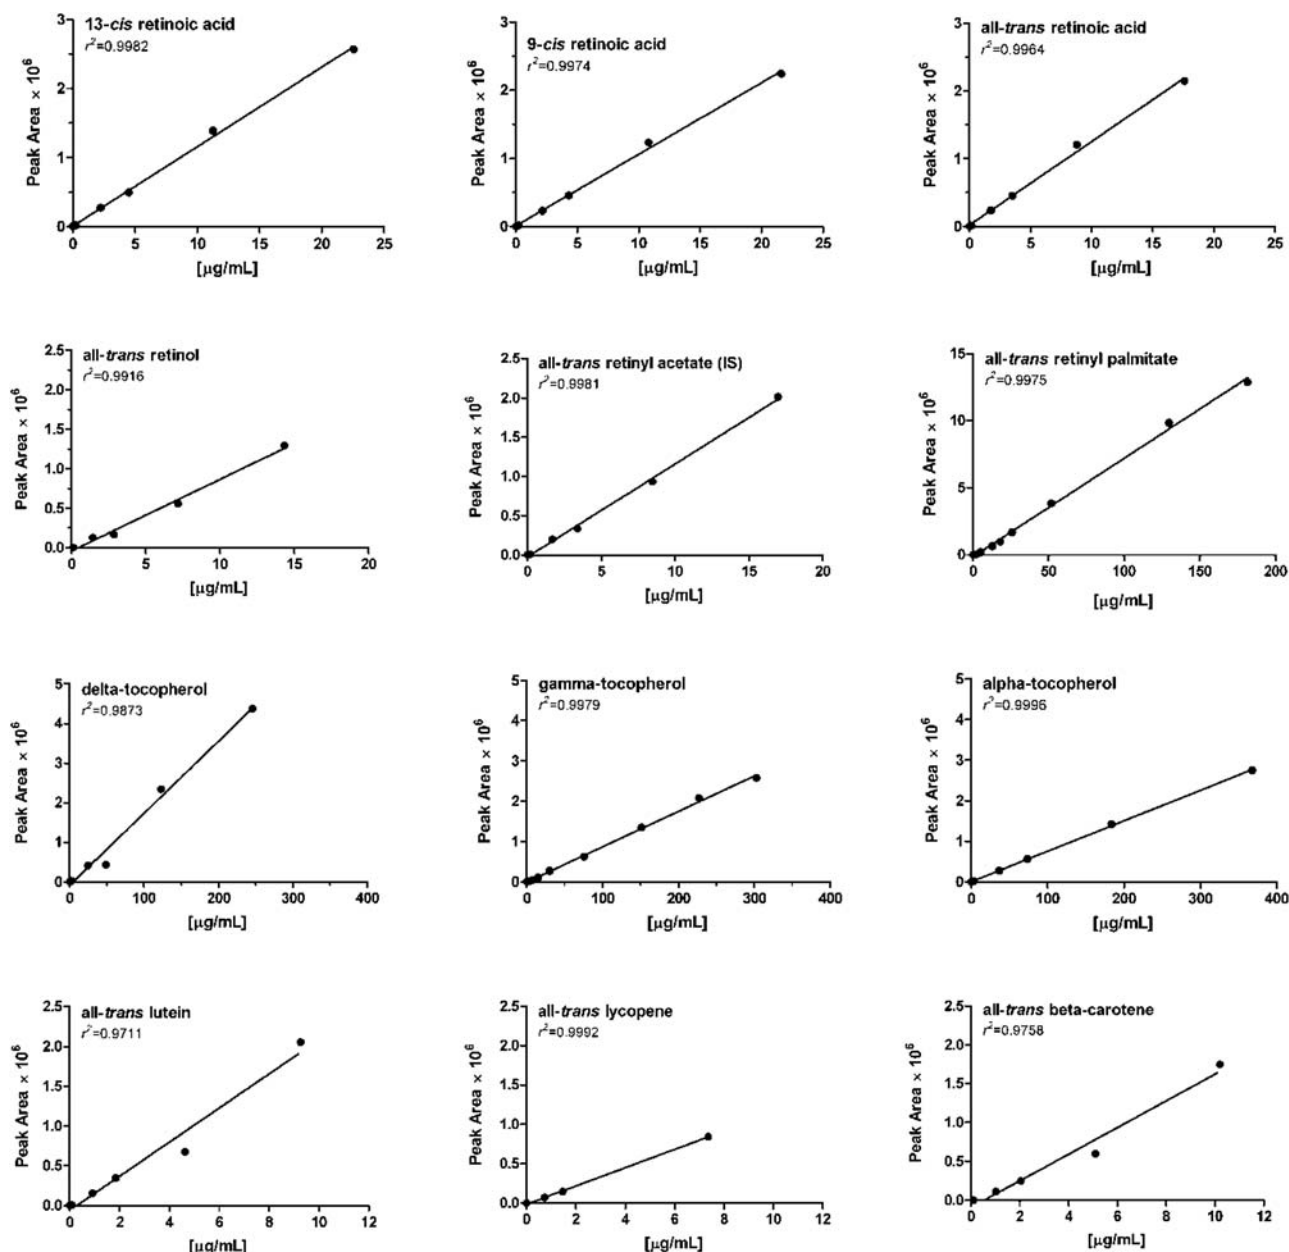 13-cis retinoic acid
r²=0.9982
Peak Area × 10⁶
3
2
1
0
0 5 10 15 20 25
[µg/mL]
9-cis retinoic acid
r²=0.9974
Peak Area × 10⁶
3
2
1
0
0 5 10 15 20 25
[µg/mL]
all-trans retinoic acid
r²=0.9964
Peak Area × 10⁶
3
2
1
0
0 5 10 15 20 25
[µg/mL]
all-trans retinol
r²=0.9916
Peak Area × 10⁶
2.5
2.0
1.5
1.0
0.5
0.0
0 5 10 15 20
[µg/mL]
all-trans retinyl acetate (IS)
r²=0.9981
Peak Area × 10⁶
2.5
2.0
1.5
1.0
0.5
0.0
0 5 10 15 20
[µg/mL]
all-trans retinyl palmitate
r²=0.9975
Peak Area × 10⁶
15
10
5
0
0 50 100 150 200
[µg/mL]
delta-tocopherol
r²=0.9873
Peak Area × 10⁶
5
4
3
2
1
0
0 100 200 300 400
[µg/mL]
gamma-tocopherol
r²=0.9979
Peak Area × 10⁶
5
4
3
2
1
0
0 100 200 300 400
[µg/mL]
alpha-tocopherol
r²=0.9996
Peak Area × 10⁶
5
4
3
2
1
0
0 100 200 300 400
[µg/mL]
all-trans lutein
r²=0.9711
Peak Area × 10⁶
2.5
2.0
1.5
1.0
0.5
0.0
0 2 4 6 8 10 12
[µg/mL]
all-trans lycopene
r²=0.9992
Peak Area × 10⁶
2.5
2.0
1.5
1.0
0.5
0.0
0 2 4 6 8 10 12
[µg/mL]
all-trans beta-carotene
r²=0.9758
Peak Area × 10⁶
2.5
2.0
1.5
1.0
0.5
0.0
0 2 4 6 8 10 12
[µg/mL]